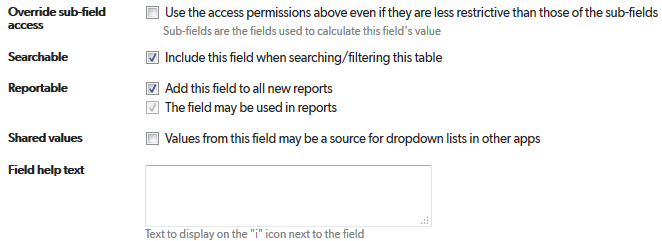 Override sub-field access
Use the access permissions above even if they are less restrictive than those of the sub-fields
Sub-fields are the fields used to calculate this field's value
Searchable
Include this field when searching/filtering this table
Reportable
Add this field to all new reports
The field may be used in reports
Shared values
Values from this field may be a source for dropdown lists in other apps
Field help text
Text to display on the "i" icon next to the field